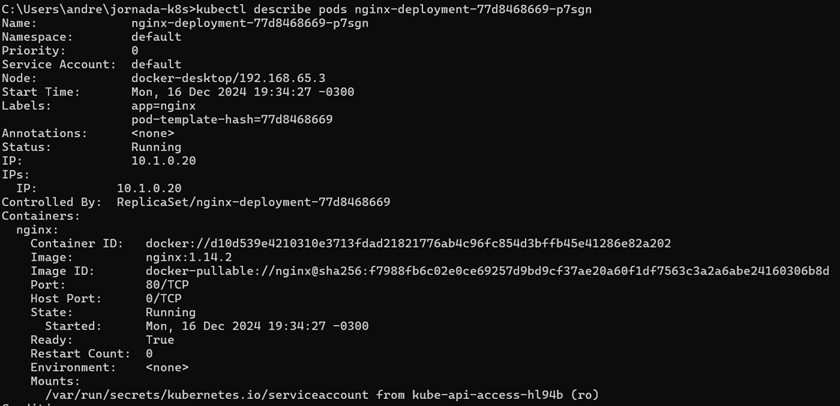 C:\Users\andre\jornada-k8s>kubectl describe pods nginx-deployment-77d8468669-p7sgn
Name:             nginx-deployment-77d8468669-p7sgn
Namespace:        default
Priority:         0
Service Account:  default
Node:             docker-desktop/192.168.65.3
Start Time:       Mon, 16 Dec 2024 19:34:27 -0300
Labels:           app=nginx
                  pod-template-hash=77d8468669
Annotations:      <none>
Status:           Running
IP:               10.1.0.20
IPs:
  IP:           10.1.0.20
Controlled By:  ReplicaSet/nginx-deployment-77d8468669
Containers:
  nginx:
    Container ID:   docker://d10d539e4210310e3713fdad21821776ab4c96fc854d3bffb45e41286e82a202
    Image:          nginx:1.14.2
    Image ID:       docker-pullable://nginx@sha256:f7988fb6c02e0ce69257d9bd9cf37ae20a60f1df7563c3a2a6abe24160306b8d
    Port:           80/TCP
    Host Port:      0/TCP
    State:          Running
      Started:      Mon, 16 Dec 2024 19:34:27 -0300
    Ready:          True
    Restart Count:  0
    Environment:    <none>
    Mounts:
      /var/run/secrets/kubernetes.io/serviceaccount from kube-api-access-hl94b (ro)